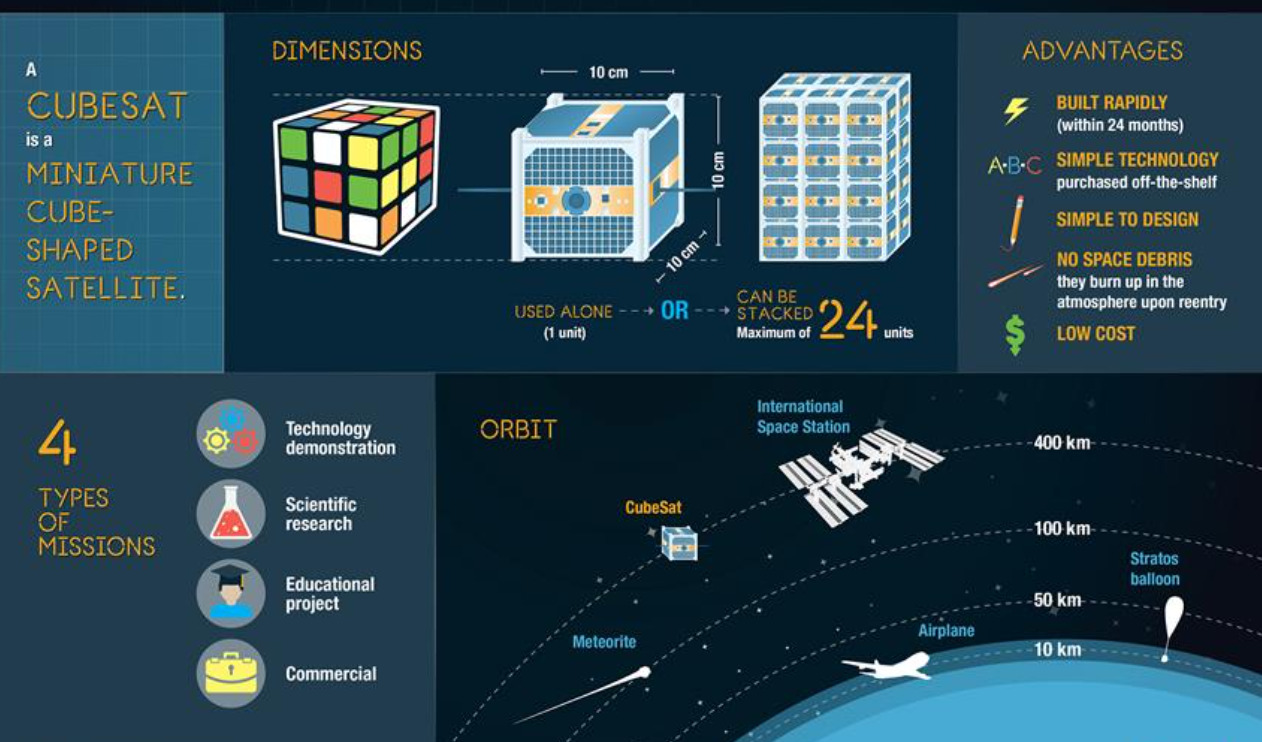 A
CUBESAT
is a
MINIATURE
CUBE-
SHAPED
SATELLITE.
DIMENSIONS
10 cm
10 cm
10 cm
USED ALONE
(1 unit)
OR
CAN BE
STACKED
Maximum of 24 units
ADVANTAGES
BUILT RAPIDLY
(within 24 months)
A-B-C
SIMPLE TECHNOLOGY
purchased off-the-shelf
SIMPLE TO DESIGN
NO SPACE DEBRIS
they burn up in the
atmosphere upon reentry
$
LOW COST
4
TYPES
OF
MISSIONS
Technology
demonstration
Scientific
research
Educational
project
Commercial
ORBIT
International
Space Station
400 km
CubeSat
100 km
Stratos
balloon
50 km
Airplane
Meteorite
10 km